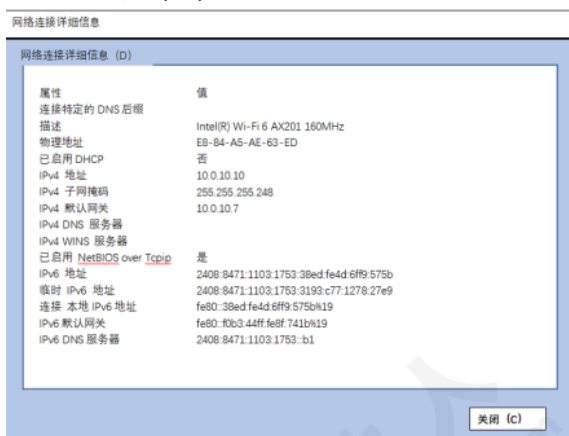 网络连接详细信息
网络连接详细信息 (D)
属性 值
连接特定的 DNS 后缀
描述 Intel(R) Wi-Fi 6 AX201 160MHz
物理地址 E8-84-A5-AE-63-ED
已启用 DHCP 否
IPv4 地址 10.0.10.10
IPv4 子网掩码 255.255.255.248
IPv4 默认网关 10.0.10.7
IPv4 DNS 服务器
IPv4 WINS 服务器
已启用 NetBIOS over Tcpip 是
IPv6 地址 2408:8471:1103:1753:38ed:fe4d:6ff9:575b
临时 IPv6 地址 2408:8471:1103:1753:3193:c77:1278:27e9
连接 本地 IPv6 地址 fe80::38ed:fe4d:6ff9:575b%19
IPv6 默认网关 fe80::f0b3:44ff:fe8f:741b%19
IPv6 DNS 服务器 2408:8471:1103:1753::b1
关闭 (C)